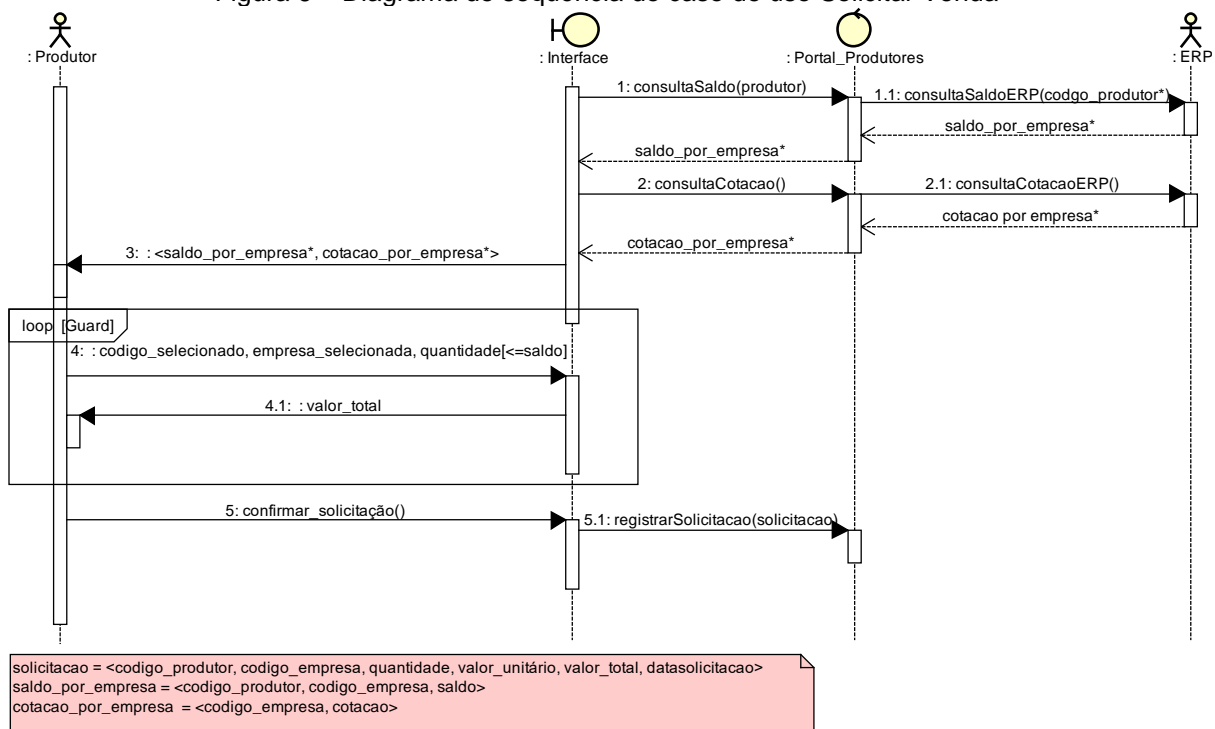 : Produtor
: Interface
: Portal_Produtores
: ERP
1: consultaSaldo(produtor)
1.1: consultaSaldoERP(codgo_produtor*)
saldo_por_empresa*
saldo_por_empresa*
2: consultaCotacao()
2.1: consultaCotacaoERP()
cotacao por empresa*
cotacao_por_empresa*
3: : <saldo_por_empresa*, cotacao_por_empresa*>
loop [Guard]
4: : codigo_selecionado, empresa_selecionada, quantidade[<=saldo]
4.1: : valor_total
5: confirmar_solicitação()
5.1: registrarSolicitacao(solicitacao)
solicitacao = <codigo_produtor, codigo_empresa, quantidade, valor_unitário, valor_total, datasolicitacao>
saldo_por_empresa = <codigo_produtor, codigo_empresa, saldo>
cotacao_por_empresa = <codigo_empresa, cotacao>